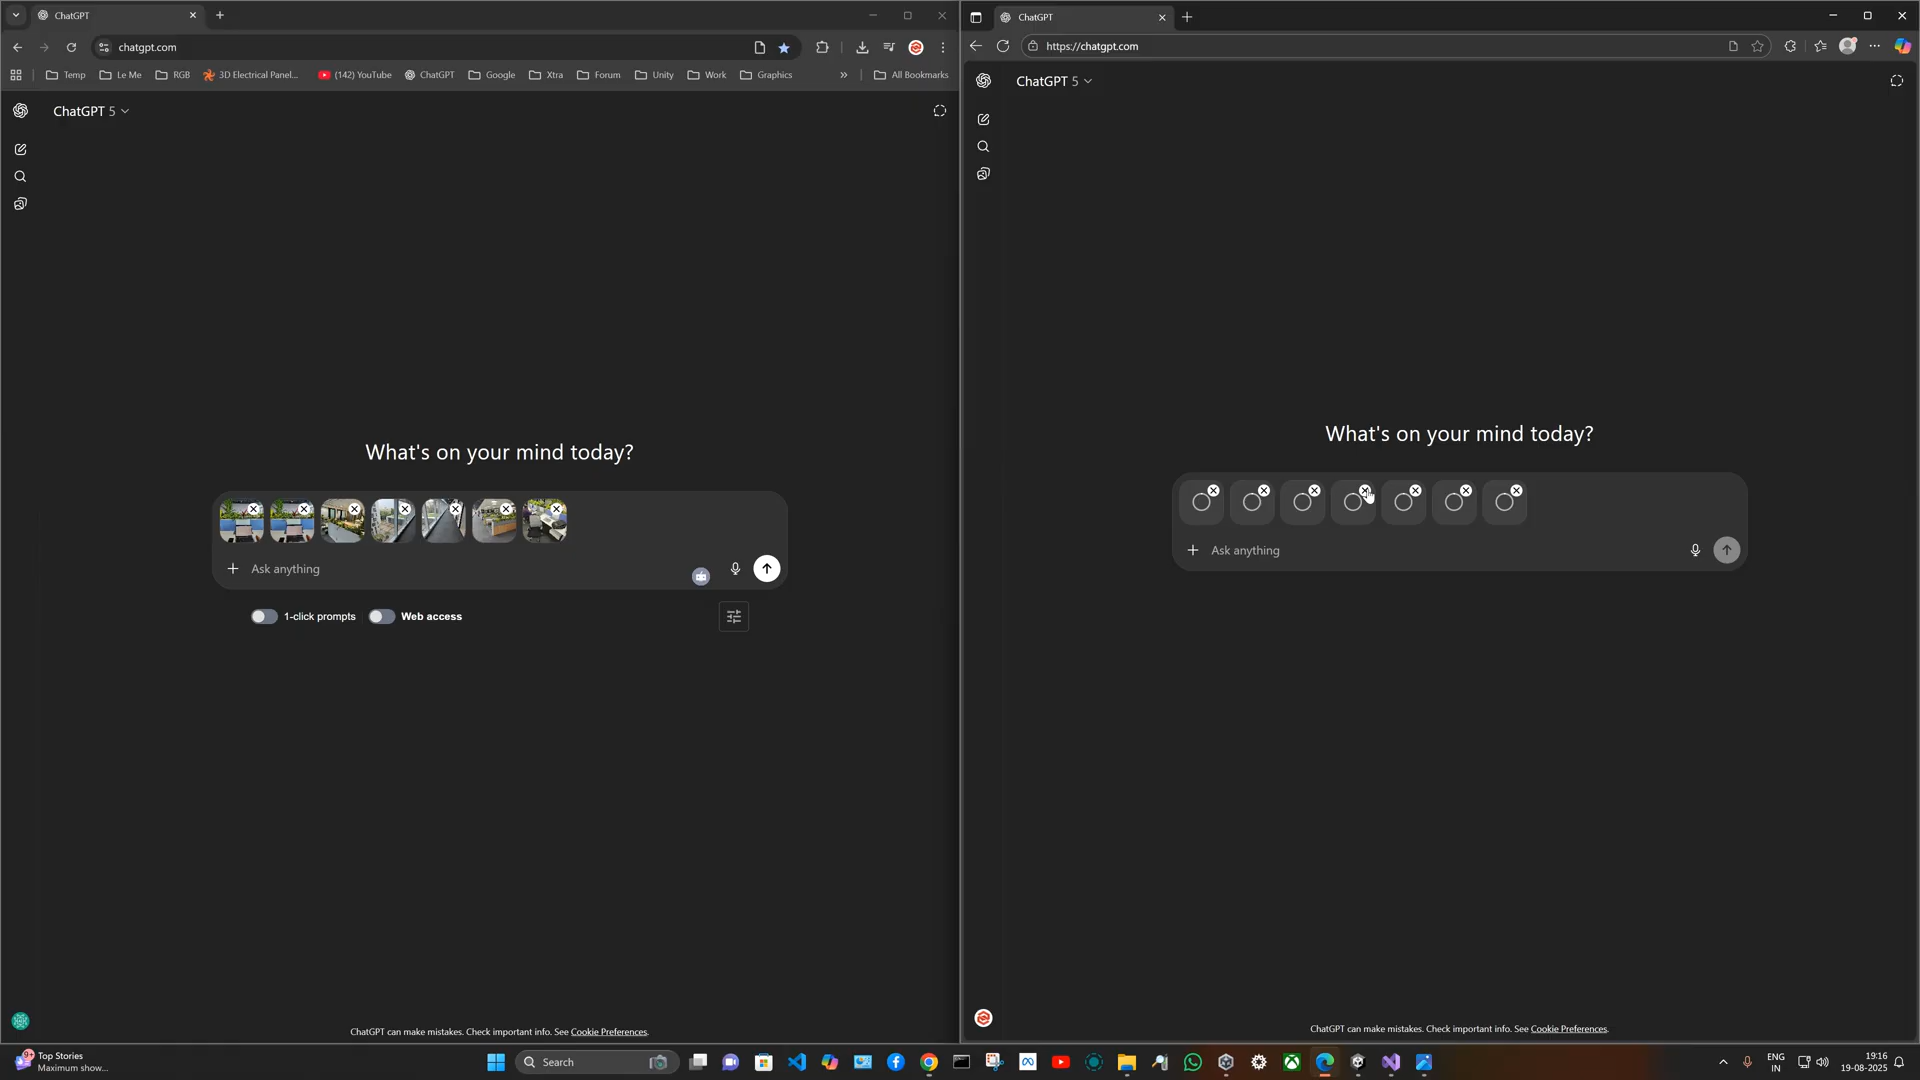 ChatGPT
chatgpt.com
Temp
Le Me
RGB
3D Electrical Panel...
(142) YouTube
ChatGPT
Google
Xtra
Forum
Unity
Work
Graphics
»
All Bookmarks
ChatGPT 5
What's on your mind today?
Ask anything
1-click prompts
Web access
ChatGPT can make mistakes. Check important info. See Cookie Preferences.
ChatGPT
https://chatgpt.com
ChatGPT 5
What's on your mind today?
Ask anything
ChatGPT can make mistakes. Check important info. See Cookie Preferences.
9+
Top Stories
Maximum show...
Search
ENG
IN
19:16
19-08-2025